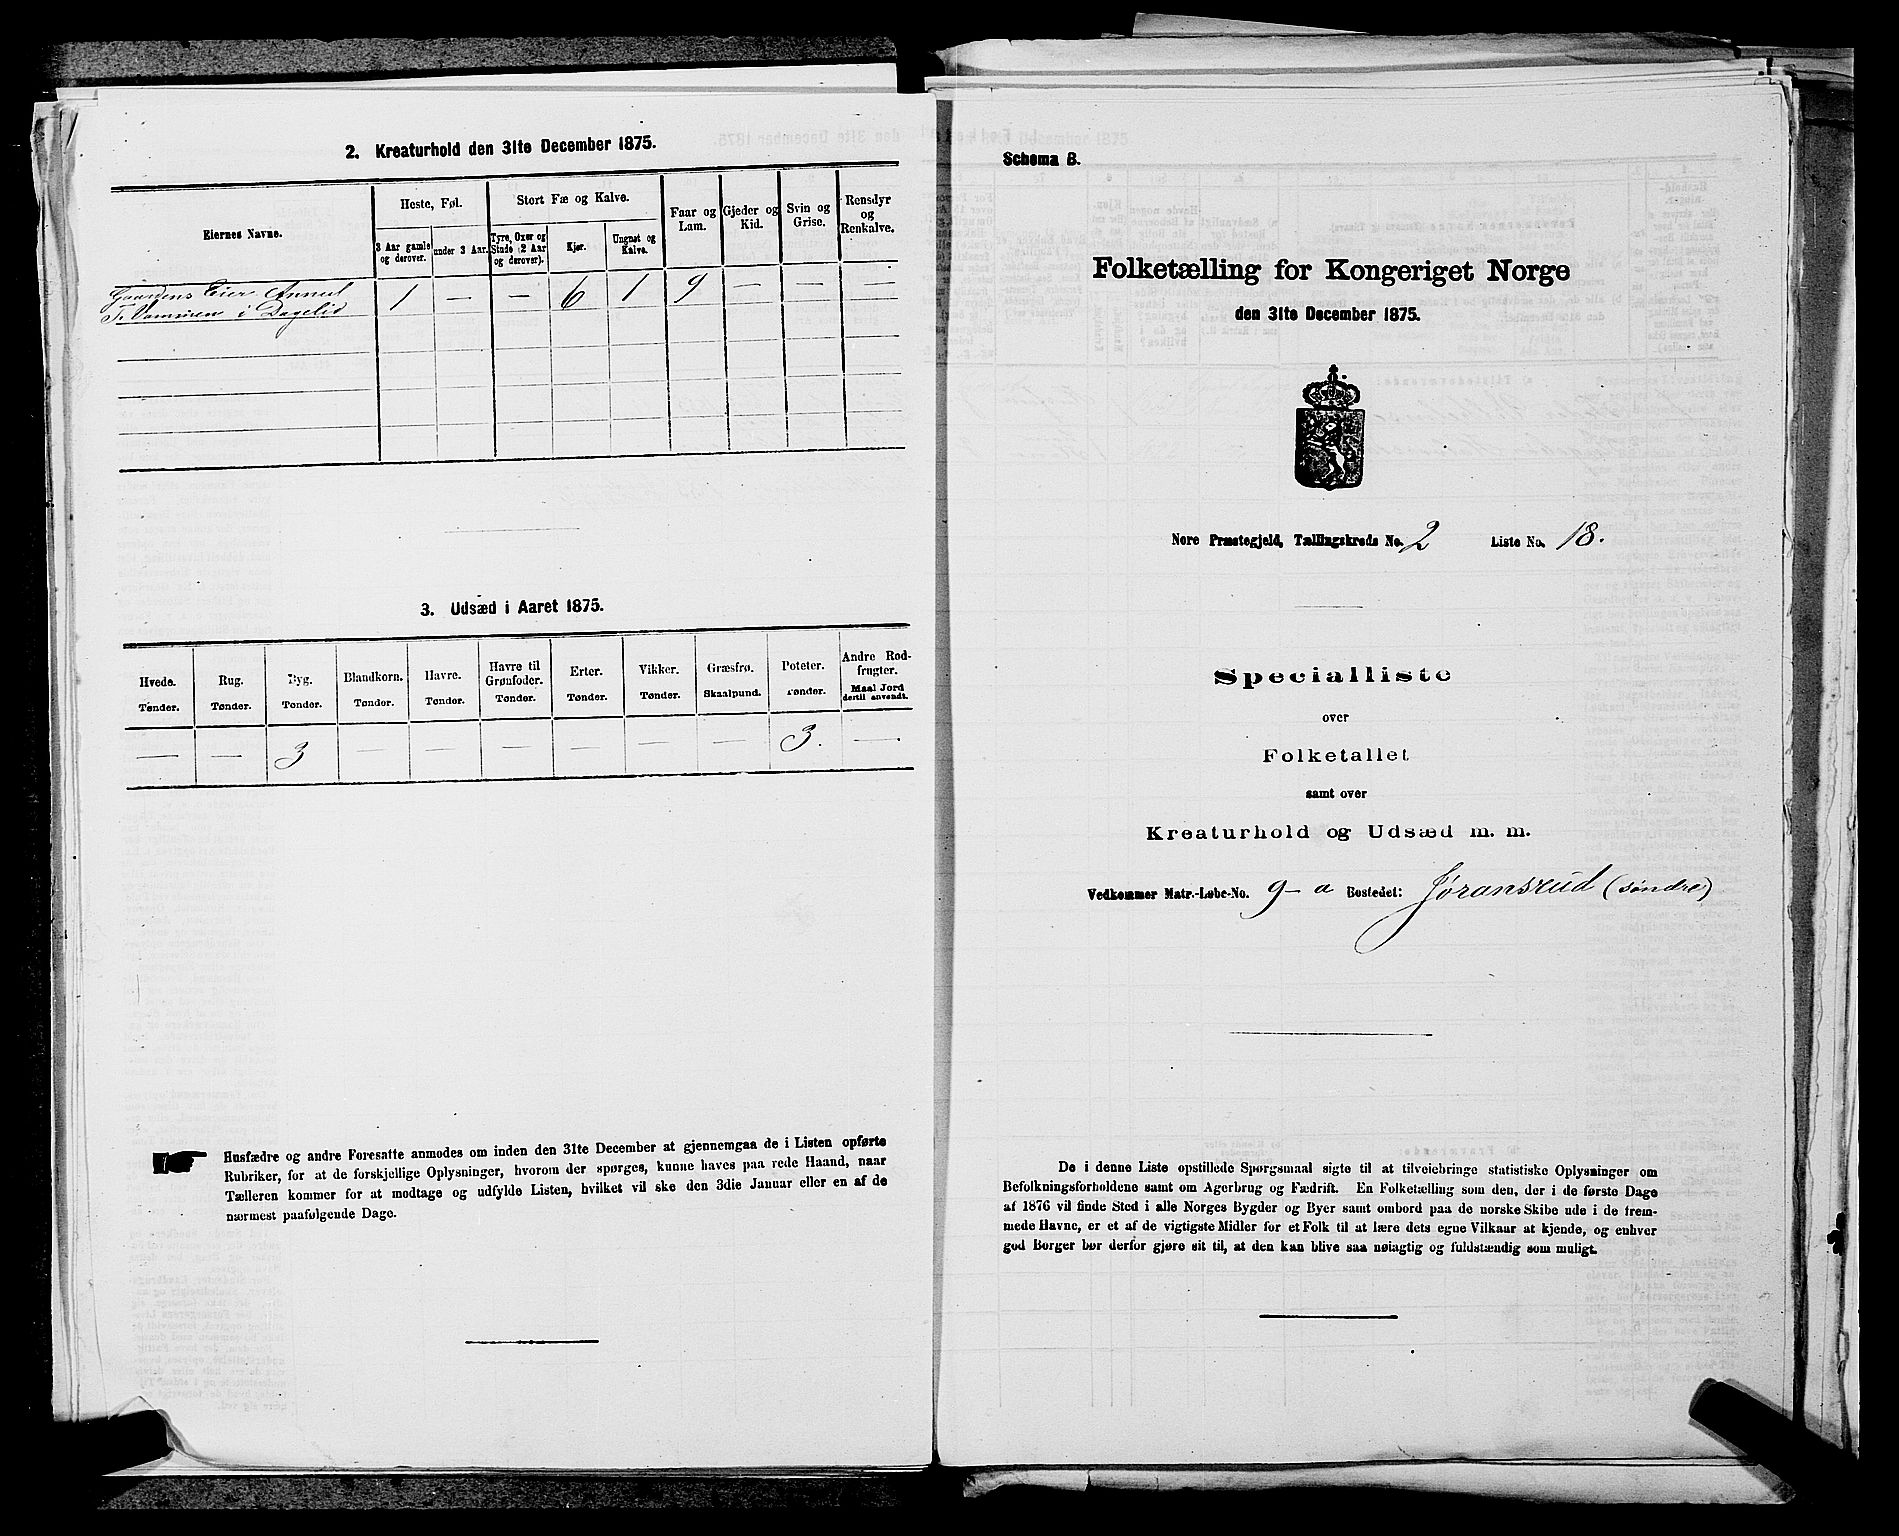 2. Kreaturhold den 31te December 1875.
Eiernes Navne.
Heste, Føl.
3 Aar gamle og derover.
under 3 Aar.
Stort Fæ og Kalve.
Tyre, Oxer og Stude (2 Aar og derover).
Kjør.
Ungnøt og Kalve.
Faar og Lam.
Gjeder og Kid.
Svin og Grise.
Rensdyr og Renkalve.
Gaardens Eier
i Dagelid
1 — — 6 1 9 — — —
3. Udsæd i Aaret 1875.
Hvede. Rug. Byg. Blandkorn. Havre. Havre til Grønfoder. Erter. Vikker. Græsfrø. Poteter. Andre Rodfrugter.
Tønder. Tønder. Tønder. Tønder. Tønder. Tønder. Tønder. Tønder. Skaalpund. Tønder. Maal Jord dertil anvendt.
— — 3 — — — — — — 3. —
Husfædre og andre Foresatte anmodes om inden den 31te December at gjennemgaa de i Listen opførte
Rubriker, for at de forskjellige Oplysninger, hvorom der spørges, kunne haves paa rede Haand, naar
Tælleren kommer for at modtage og udfylde Listen, hvilket vil ske den 3die Januar eller en af de
nærmest paafølgende Dage.
Schema B.
Folketælling for Kongeriget Norge
den 31te December 1875.
Nore Præstegjeld, Tællingskreds No. 2 Liste No. 18.
Specialliste
over
Folketallet
samt over
Kreaturhold og Udsæd m. m.
Vedkommer Matr.-Løbe-No. 9-a Bostedet: Jøransrud (søndre)
De i denne Liste opstillede Spørgsmaal sigte til at tilveiebringe statistiske Oplysninger om
Befolkningsforholdene samt om Agerbrug og Fædrift. En Folketælling som den, der i de første Dage
af 1876 vil finde Sted i alle Norges Bygder og Byer samt ombord paa de norske Skibe ude i de frem-
mede Havne, er et af de vigtigste Midler for et Folk til at lære dets egne Vilkaar at kjende, og enhver
god Borger bør derfor gjøre sit til, at den kan blive saa nøiagtig og fuldstændig som muligt.